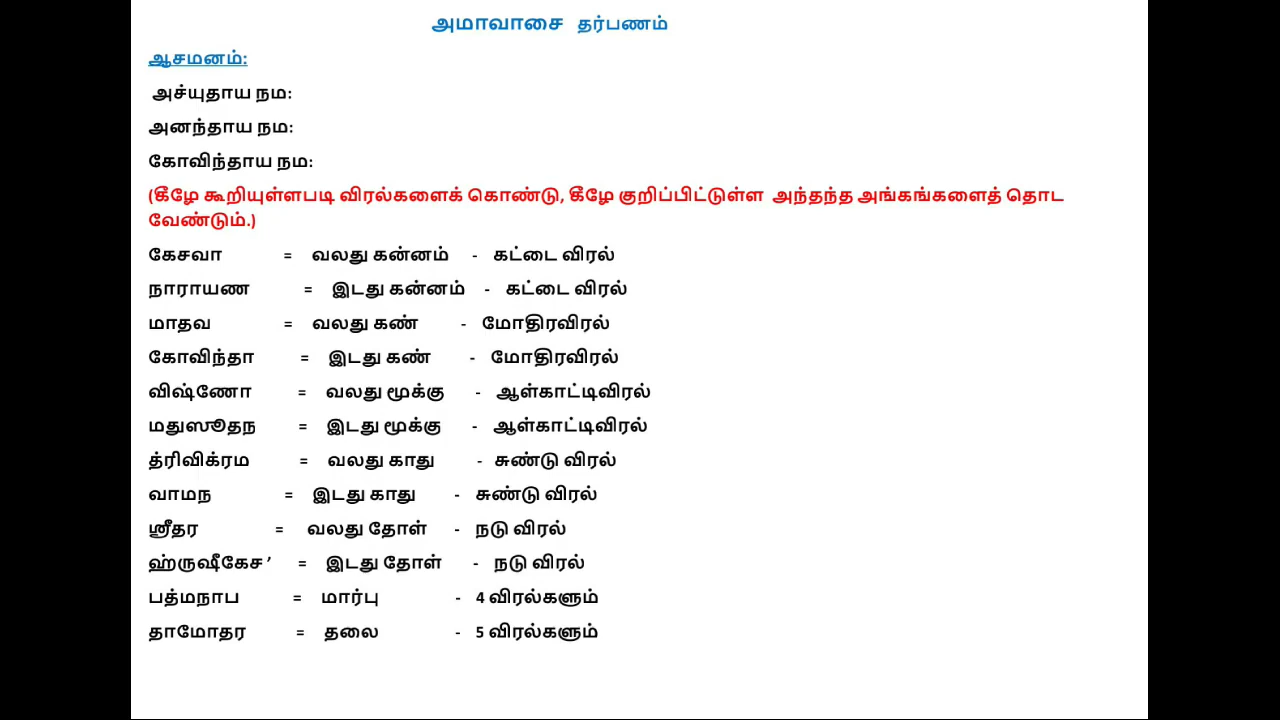 அமாவாசை தர்பணம்
ஆசமனம்:
அச்யுதாய நம:
அனந்தாய நம:
கோவிந்தாய நம:
(கீழே கூறியுள்ளபடி விரல்களைக் கொண்டு, கீழே குறிப்பிட்டுள்ள அந்தந்த அங்கங்களைத் தொட
வேண்டும்.)
கேசவா = வலது கன்னம் - கட்டை விரல்
நாராயண = இடது கன்னம் - கட்டை விரல்
மாதவ = வலது கண் - மோதிரவிரல்
கோவிந்தா = இடது கண் - மோதிரவிரல்
விஷ்ணோ = வலது மூக்கு - ஆள்காட்டிவிரல்
மதுஸூதந = இடது மூக்கு - ஆள்காட்டிவிரல்
த்ரிவிக்ரம = வலது காது - சுண்டு விரல்
வாமந = இடது காது - சுண்டு விரல்
ஸ்ரீதர = வலது தோள் - நடு விரல்
ஹ்ருஷீகேச’ = இடது தோள் - நடு விரல்
பத்மநாப = மார்பு - 4 விரல்களும்
தாமோதர = தலை - 5 விரல்களும்